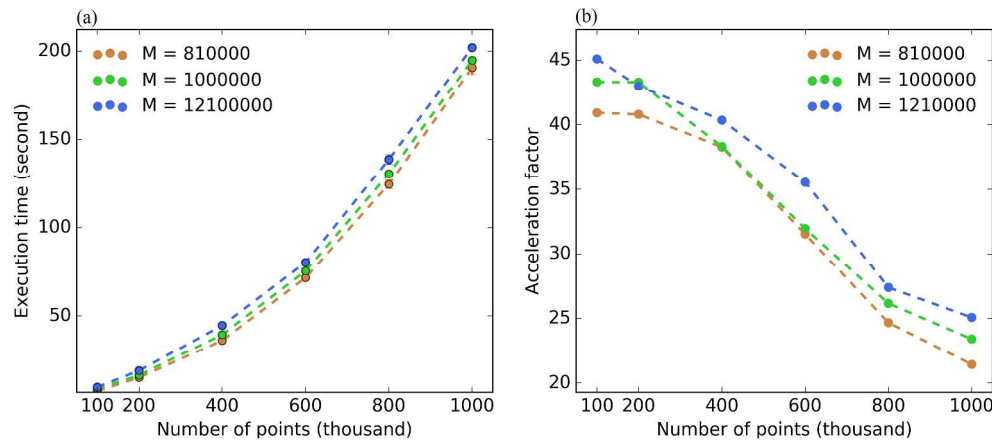 (a)
M = 810000
M = 1000000
M = 12100000
200
150
100
50
100 200 400 600 800 1000
Number of points (thousand)
Execution time (second)
(b)
M = 810000
M = 1000000
M = 1210000
45
40
35
30
25
20
100 200 400 600 800 1000
Number of points (thousand)
Acceleration factor